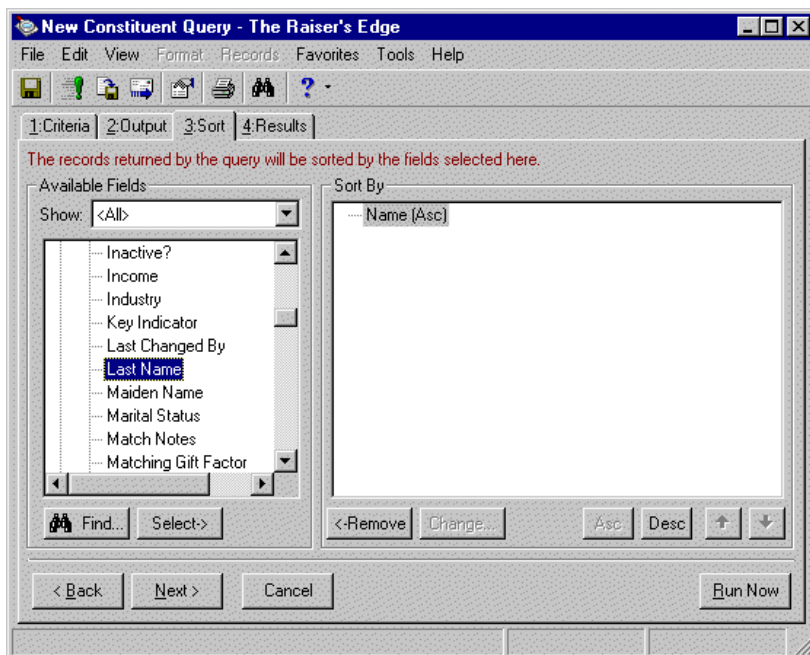 New Constituent Query - The Raiser's Edge
File Edit View Format Records Favorites Tools Help
1:Criteria 2:Output 3:Sort 4:Results
The records returned by the query will be sorted by the fields selected here.
Available Fields
Show: <All>
Inactive?
Income
Industry
Key Indicator
Last Changed By
Last Name
Maiden Name
Marital Status
Match Notes
Matching Gift Factor
Find... Select->
Sort By
Name (Asc)
<-Remove Change... Asc Desc
< Back Next > Cancel Run Now